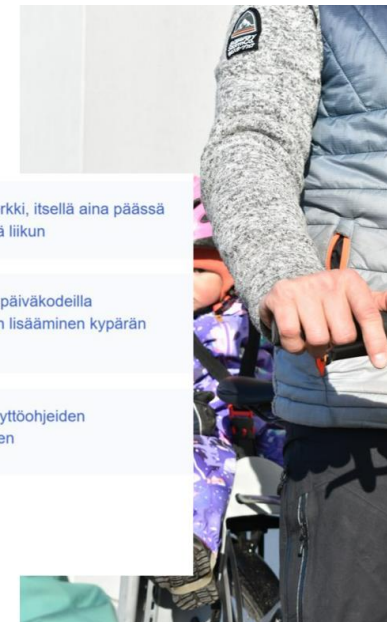 rkki, itsellä aina päässä
ä liikun
päiväkodeilla
n lisääminen kypärän
yttöohjeiden
en